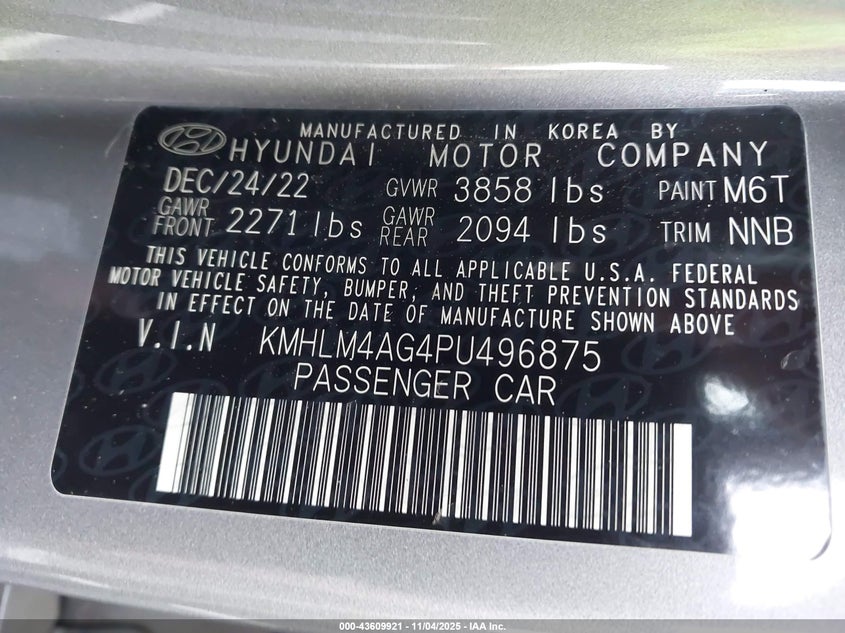 MANUFACTURED IN KOREA BY
HYUNDAI MOTOR COMPANY
DEC/24/22 GVWR 3858 lbs PAINT M6T
GAWR FRONT 2271 lbs GAWR REAR 2094 lbs TRIM NNB
THIS VEHICLE CONFORMS TO ALL APPLICABLE U.S.A. FEDERAL
MOTOR VEHICLE SAFETY, BUMPER, AND THEFT PREVENTION STANDARDS
IN EFFECT ON THE DATE OF MANUFACTURE SHOWN ABOVE
V.I.N KMHLM4AG4PU496875
PASSENGER CAR
000-43609921 - 11/04/2025 - IAA Inc.